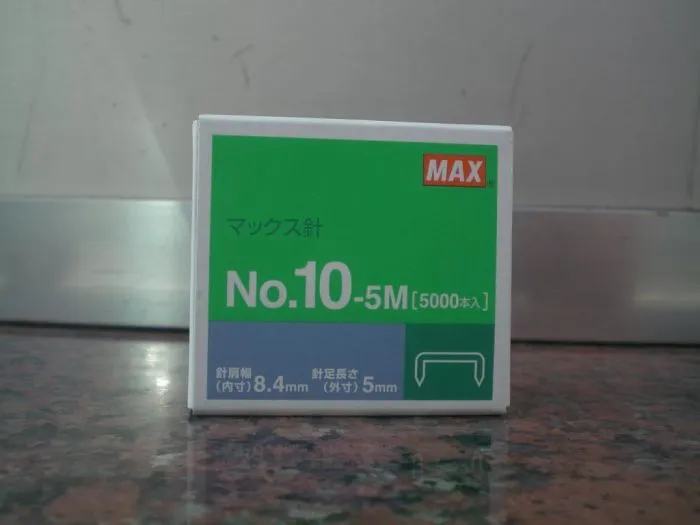 MAX
マックス針
No.10-5M[5000本入]
針肩幅 針足長さ
(内寸)8.4mm (外寸)5mm